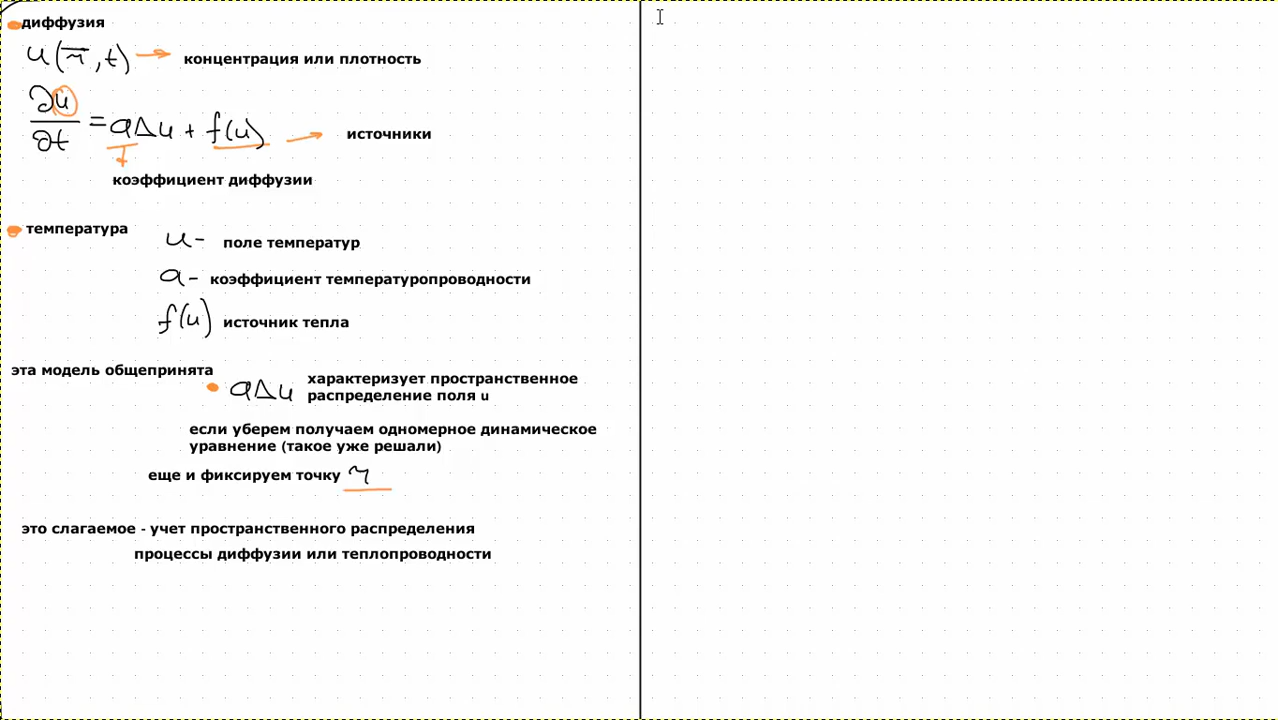 диффузия
u(r̅,t) → концентрация или плотность
∂u/∂t = aΔu + f(u) → источники
коэффициент диффузии
температура
u - поле температур
a - коэффициент температуропроводности
f(u) источник тепла
эта модель общепринята
aΔu характеризует пространственное
распределение поля u
если уберем получаем одномерное динамическое
уравнение (такое уже решали)
еще и фиксируем точку r
это слагаемое - учет пространственного распределения
процессы диффузии или теплопроводности